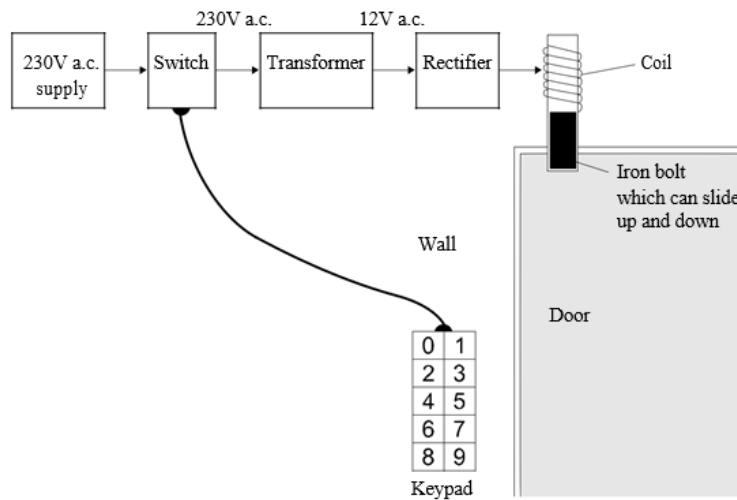 230V a.c.
12V a.c.
230V a.c.
supply
Switch
Transformer
Rectifier
Coil
Iron bolt
which can slide
up and down
Wall
Door
0 1
2 3
4 5
6 7
8 9
Keypad